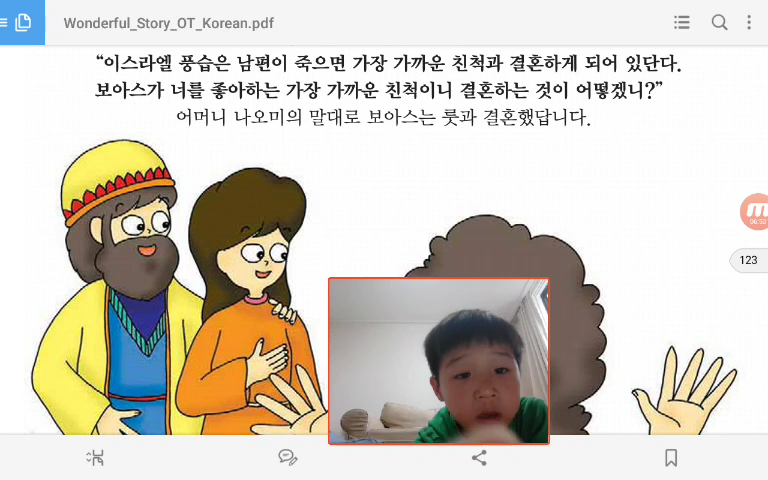 Wonderful_Story_OT_Korean.pdf
“이스라엘 풍습은 남편이 죽으면 가장 가까운 친척과 결혼하게 되어 있단다.
보아스가 너를 좋아하는 가장 가까운 친척이니 결혼하는 것이 어떻겠니?”
어머니 나오미의 말대로 보아스는 룻과 결혼했답니다.
123